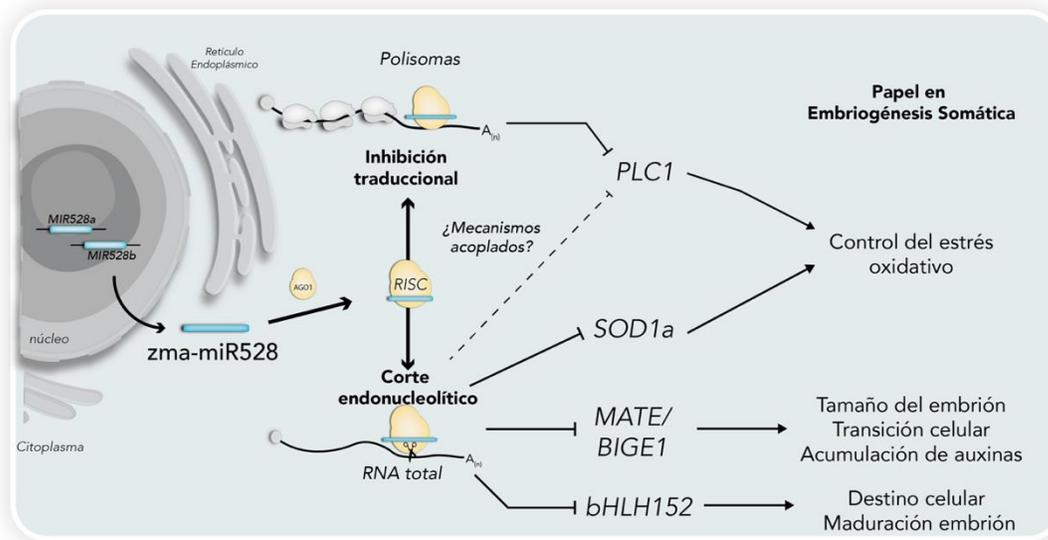 Retículo
Endoplásmico
Polisomas
A(n)
Inhibición
traduccional
Papel en
Embriogénesis Somática
PLC1
MIR528a
MIR528b
¿Mecanismos
acoplados?
AGO1
RISC
Control del estrés
oxidativo
núcleo
zma-miR528
SOD1a
Corte
endonucleolítico
Citoplasma
A(n)
RNA total
MATE/
BIGE1
Tamaño del embrión
Transición celular
Acumulación de auxinas
bHLH152
Destino celular
Maduración embrión